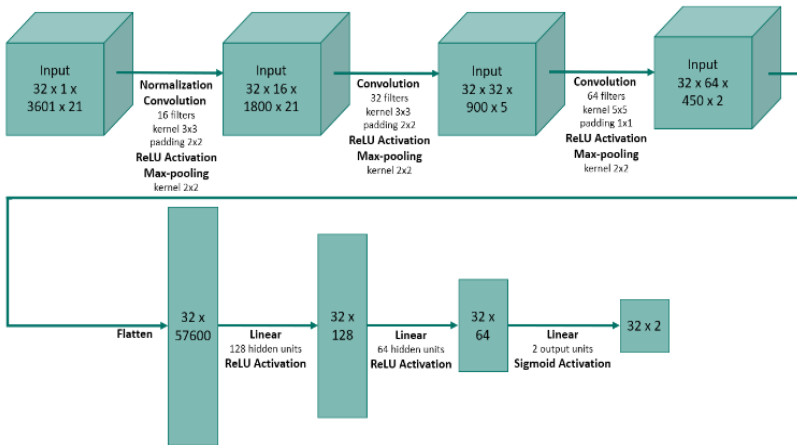 Input
32 x 1 x
3601 x 21
Normalization
Convolution
16 filters
kernel 3x3
padding 2x2
ReLU Activation
Max-pooling
kernel 2x2
Input
32 x 16 x
1800 x 21
Convolution
32 filters
kernel 3x3
padding 2x2
ReLU Activation
Max-pooling
kernel 2x2
Input
32 x 32 x
900 x 5
Convolution
64 filters
kernel 5x5
padding 1x1
ReLU Activation
Max-pooling
kernel 2x2
Input
32 x 64 x
450 x 2
Flatten
32 x
57600
Linear
128 hidden units
ReLU Activation
32 x
128
Linear
64 hidden units
ReLU Activation
32 x
64
Linear
2 output units
Sigmoid Activation
32 x 2